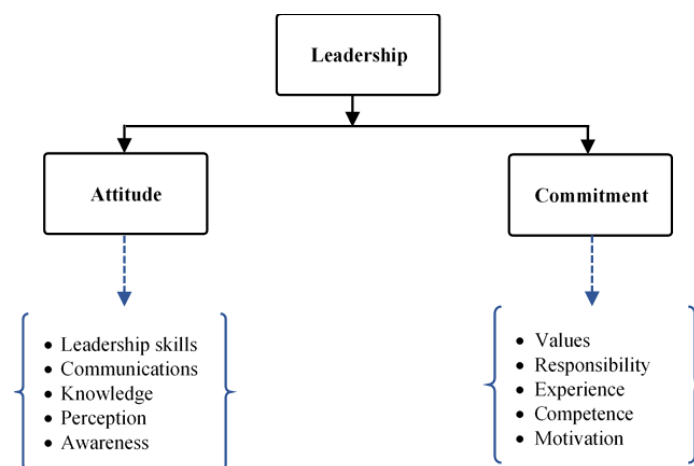 Leadership
Attitude
Commitment
• Leadership skills
• Communications
• Knowledge
• Perception
• Awareness
• Values
• Responsibility
• Experience
• Competence
• Motivation